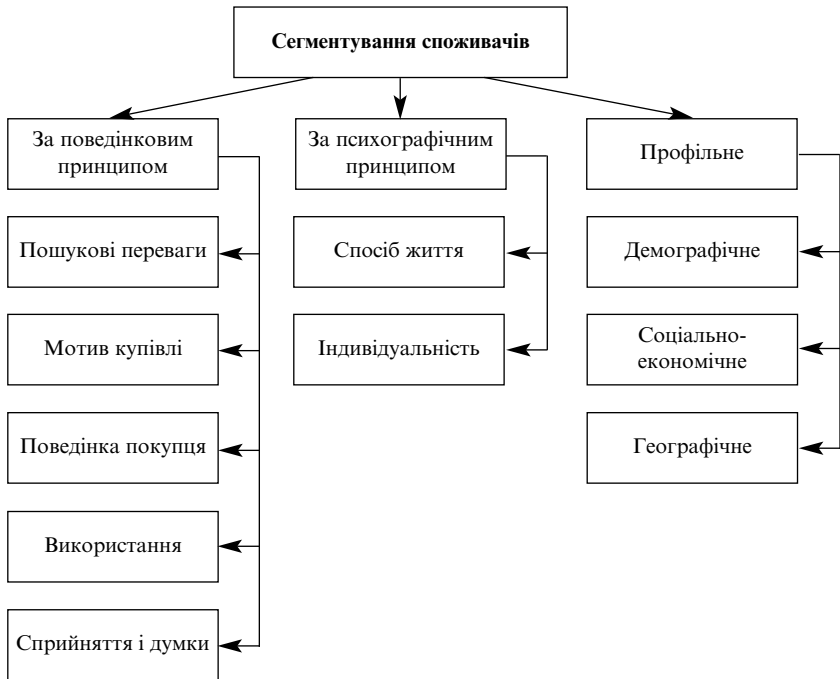 Сегментування споживачів
За поведінковим
принципом
Пошукові переваги
Мотив купівлі
Поведінка покупця
Використання
Сприйняття і думки
За психографічним
принципом
Спосіб життя
Індивідуальність
Профільне
Демографічне
Соціально-
економічне
Географічне